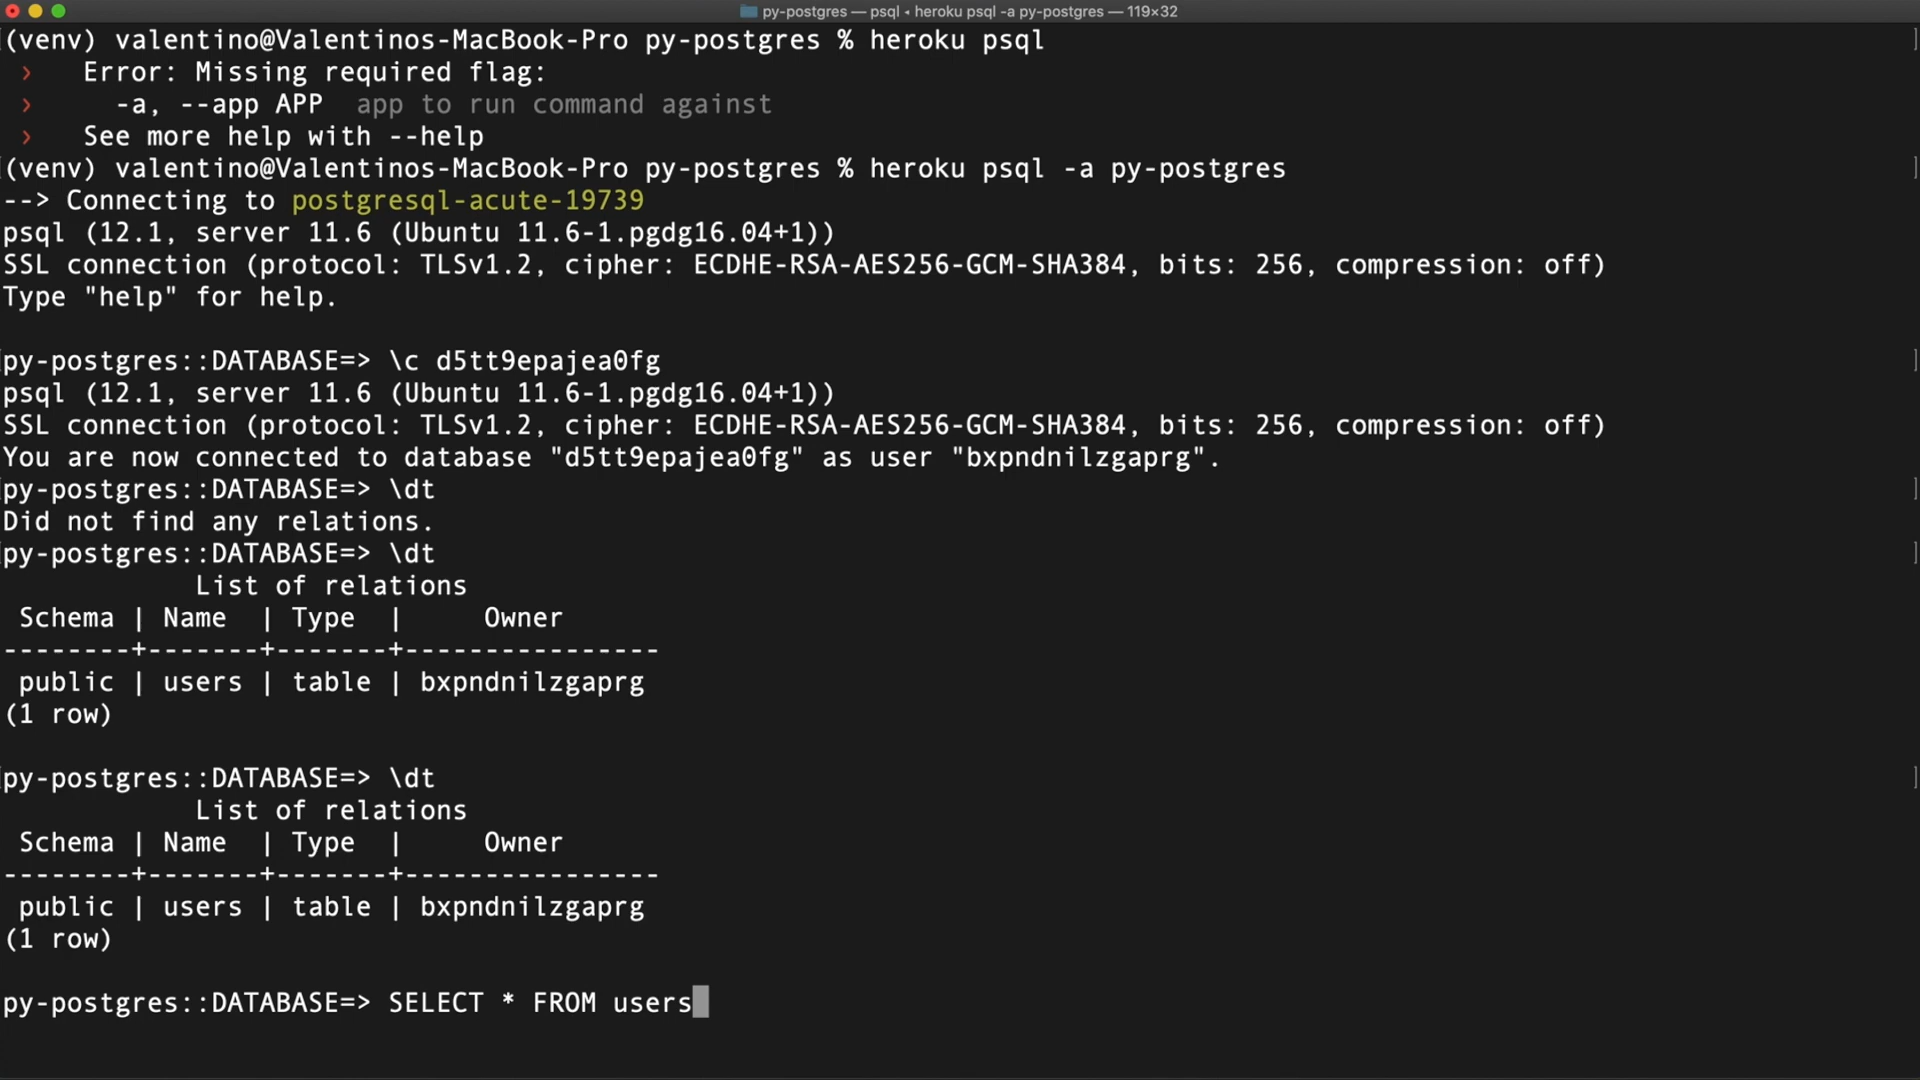 py-postgres — psql ◂ heroku psql -a py-postgres — 119×32
(venv) valentino@Valentinos-MacBook-Pro py-postgres % heroku psql
› Error: Missing required flag:
› -a, --app APP app to run command against
› See more help with --help
(venv) valentino@Valentinos-MacBook-Pro py-postgres % heroku psql -a py-postgres
--> Connecting to postgresql-acute-19739
psql (12.1, server 11.6 (Ubuntu 11.6-1.pgdg16.04+1))
SSL connection (protocol: TLSv1.2, cipher: ECDHE-RSA-AES256-GCM-SHA384, bits: 256, compression: off)
Type "help" for help.
py-postgres::DATABASE=> \c d5tt9epajea0fg
psql (12.1, server 11.6 (Ubuntu 11.6-1.pgdg16.04+1))
SSL connection (protocol: TLSv1.2, cipher: ECDHE-RSA-AES256-GCM-SHA384, bits: 256, compression: off)
You are now connected to database "d5tt9epajea0fg" as user "bxpndnilzgaprg".
py-postgres::DATABASE=> \dt
Did not find any relations.
py-postgres::DATABASE=> \dt
List of relations
Schema | Name | Type | Owner
--------+-------+-------+----------------
public | users | table | bxpndnilzgaprg
(1 row)
py-postgres::DATABASE=> \dt
List of relations
Schema | Name | Type | Owner
--------+-------+-------+----------------
public | users | table | bxpndnilzgaprg
(1 row)
py-postgres::DATABASE=> SELECT * FROM users